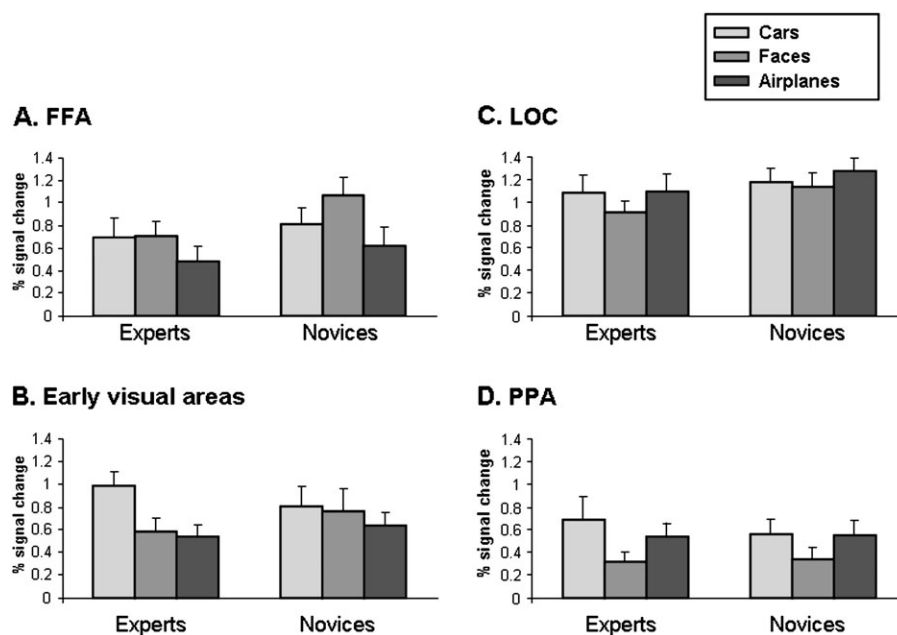 Cars
Faces
Airplanes
A. FFA
% signal change
1.4
1.2
1
0.8
0.6
0.4
0.2
0
Experts Novices
C. LOC
% signal change
1.4
1.2
1
0.8
0.6
0.4
0.2
0
Experts Novices
B. Early visual areas
% signal change
1.4
1.2
1
0.8
0.6
0.4
0.2
0
Experts Novices
D. PPA
% signal change
1.4
1.2
1
0.8
0.6
0.4
0.2
0
Experts Novices